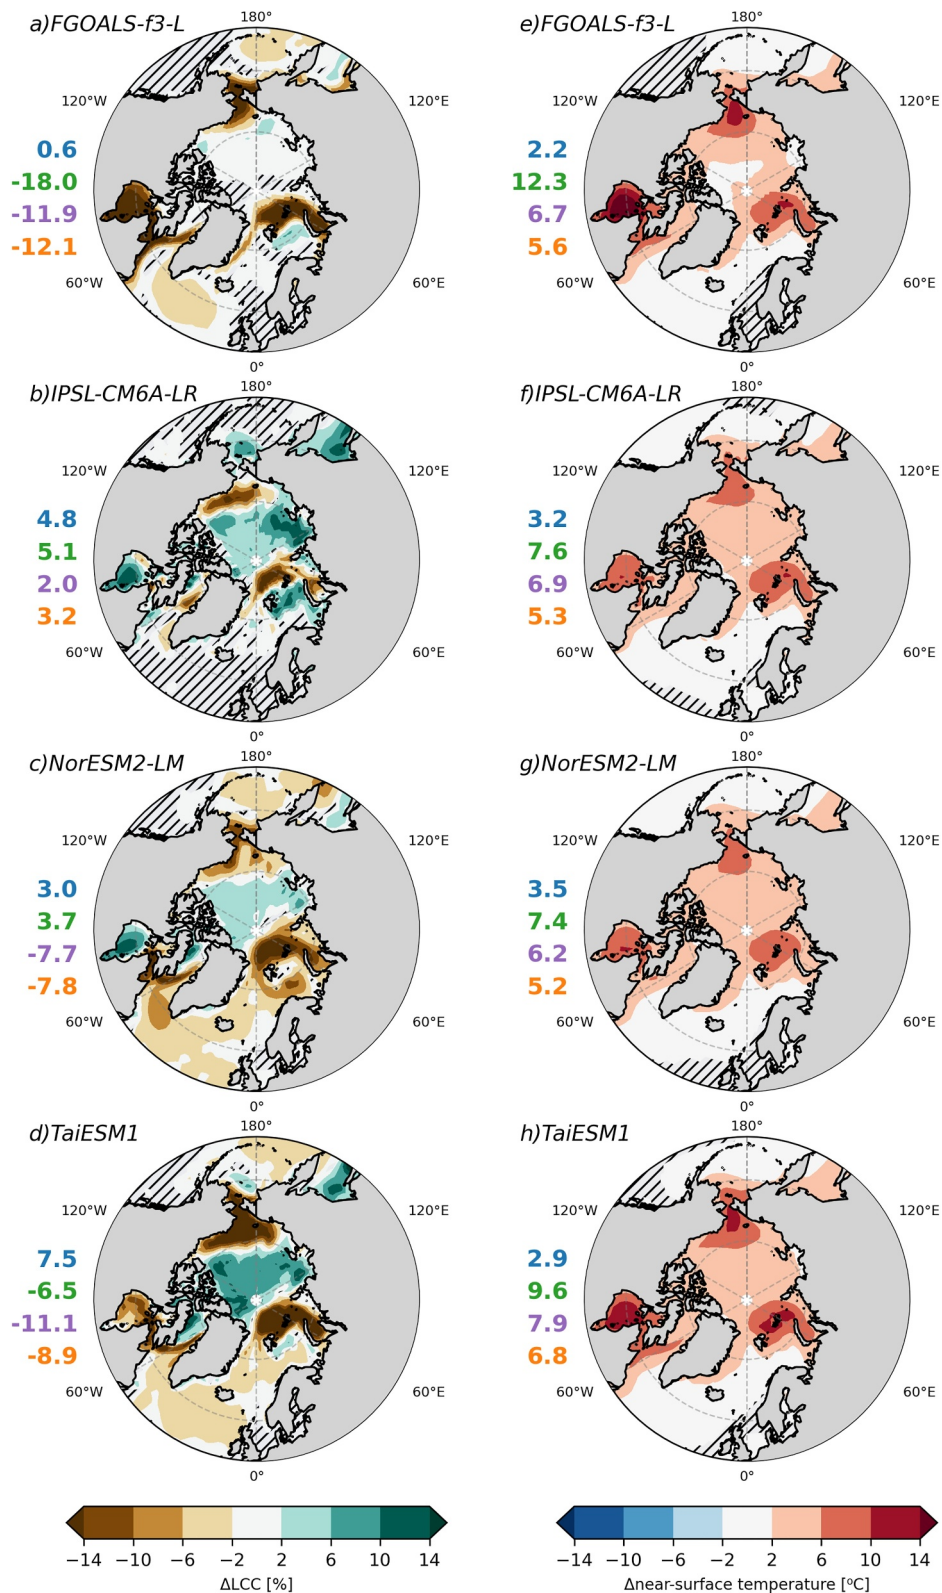 a)FGOALS-f3-L
180°
120°W
120°E
0.6
-18.0
-11.9
-12.1
60°W
60°E
0°
e)FGOALS-f3-L
180°
120°W
120°E
2.2
12.3
6.7
5.6
60°W
60°E
0°
b)IPSL-CM6A-LR
180°
120°W
120°E
4.8
5.1
2.0
3.2
60°W
60°E
0°
f)IPSL-CM6A-LR
180°
120°W
120°E
3.2
7.6
6.9
5.3
60°W
60°E
0°
c)NorESM2-LM
180°
120°W
120°E
3.0
3.7
-7.7
-7.8
60°W
60°E
0°
g)NorESM2-LM
180°
120°W
120°E
3.5
7.4
6.2
5.2
60°W
60°E
0°
d)TaiESM1
180°
120°W
120°E
7.5
-6.5
-11.1
-8.9
60°W
60°E
0°
h)TaiESM1
180°
120°W
120°E
2.9
9.6
7.9
6.8
60°W
60°E
0°
−14 −10 −6 −2 2 6 10 14
ΔLCC [%]
−14 −10 −6 −2 2 6 10 14
Δnear-surface temperature [ºC]